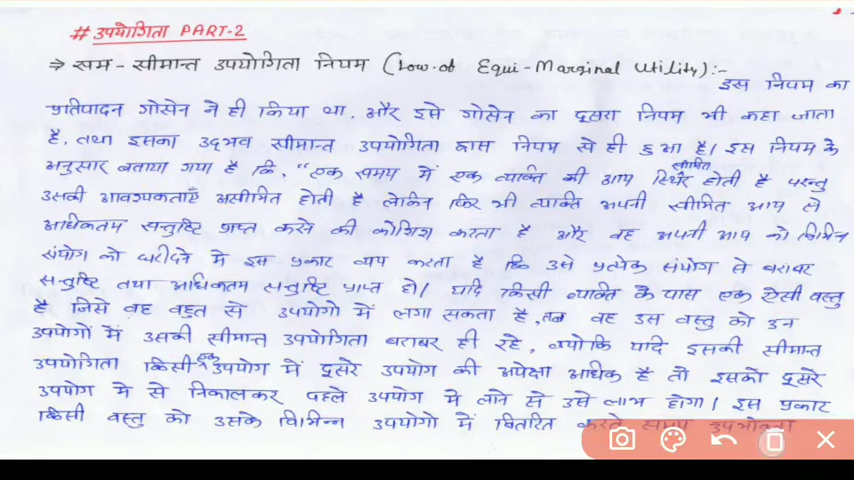 # उपयोगिता PART-2
⇒ सम - सीमान्त उपयोगिता नियम (Low of Equi-Marginal Utility):-
इस नियम का
प्रतिपादन गोसेन ने ही किया था, और इसे गोसेन का दूसरा नियम भी कहा जाता
है, तथा इसका उद्भव सीमान्त उपयोगिता ह्रास नियम से ही हुआ है। इस नियम के
अनुसार बताया गया है कि, "एक समय में एक व्यक्ति की आय स्थिर सीमित होती है परन्तु
उसकी आवश्यकताएँ असीमित होती है लेकिन फिर भी व्यक्ति अपनी सीमित आय से
अधिकतम सन्तुष्टि प्राप्त करने की कोशिश करता है और वह अपनी आय को विभिन्न
संयोग को खरीदने में इस प्रकार व्यय करता है कि उसे प्रत्येक संयोग से बराबर
सन्तुष्टि तथा अधिकतम सन्तुष्टि प्राप्त हो। यदि किसी व्यक्ति के पास एक ऐसी वस्तु
है जिसे वह बहुत से उपयोगो में लगा सकता है, तब वह उस वस्तु को उन
उपयोगों में उसकी सीमान्त उपयोगिता बराबर ही रहे, क्योकि यदि इसकी सीमान्त
उपयोगिता किसी एक उपयोग में दूसरे उपयोग की अपेक्षा अधिक है तो इसको दूसरे
उपयोग मे से निकालकर पहले उपयोग मे लाने से उसे लाभ होगा। इस प्रकार
किसी वस्तु को उसके विभिन्न उपयोगो में वितरित करते समय उपभोक्ता